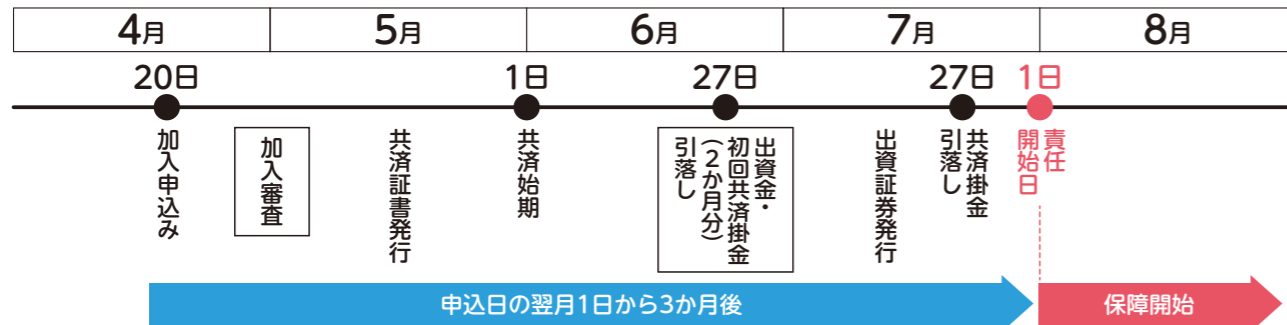 4月
5月
6月
7月
8月
20日
1日
27日
27日
1日
加入申込み
加入審査
共済証書発行
共済始期
出資金・
初回共済掛金
（2か月分）
引落し
出資証券発行
共済掛金
引落し
責任
開始日
申込日の翌月1日から3か月後
保障開始